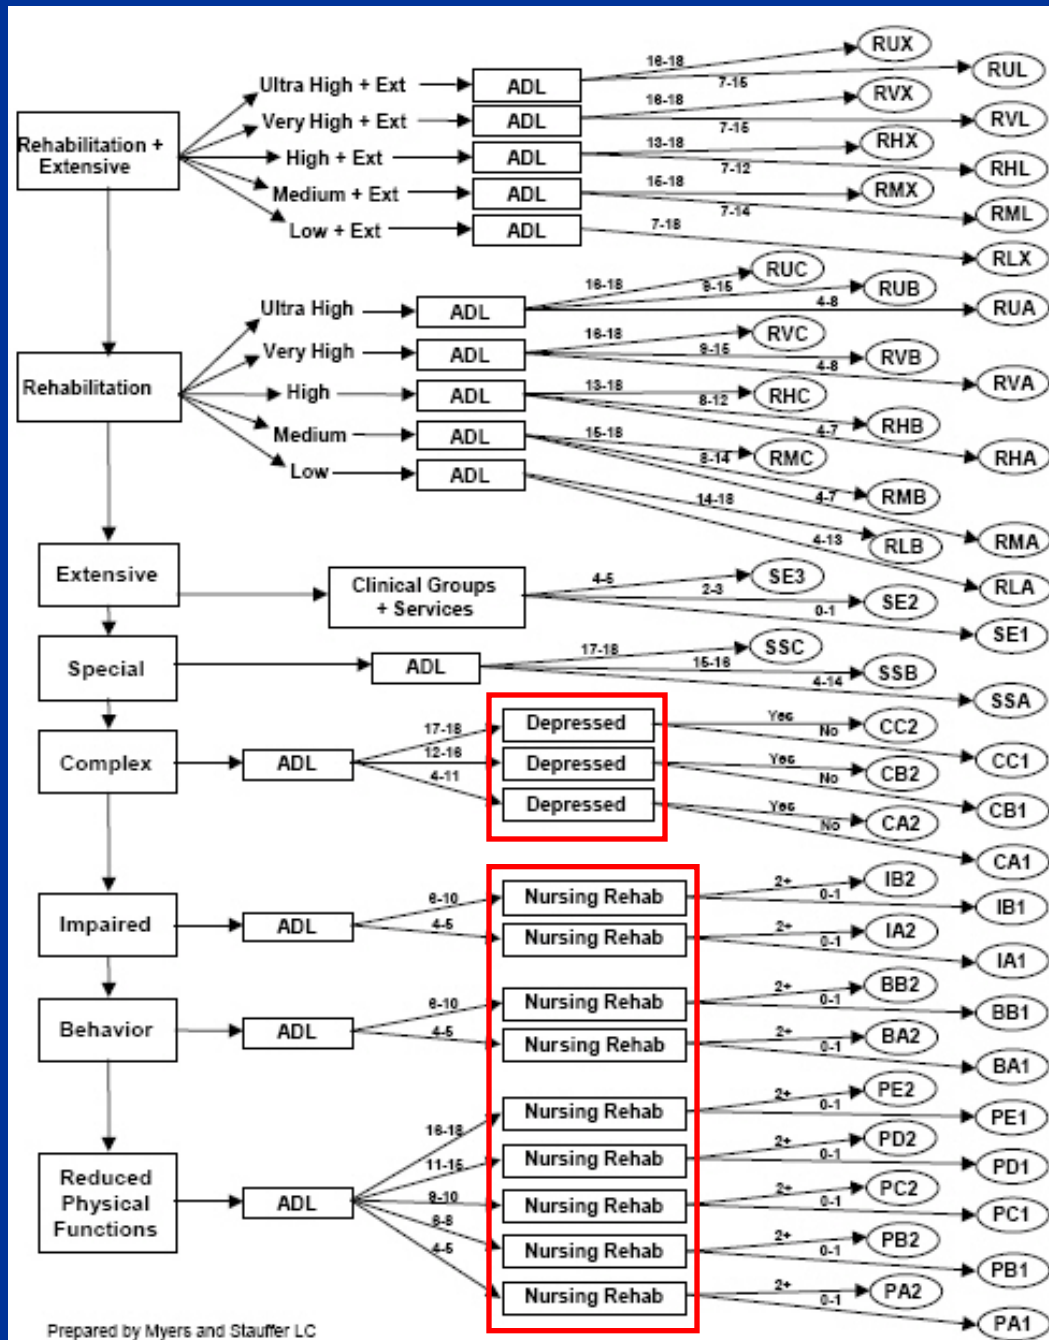 Rehabilitation +
Extensive
Ultra High + Ext
ADL
16-18
RUX
7-15
RUL
Very High + Ext
ADL
16-18
RVX
7-15
RVL
High + Ext
ADL
13-18
RHX
7-12
RHL
Medium + Ext
ADL
15-18
RMX
7-14
RML
Low + Ext
ADL
7-18
RLX
Rehabilitation
Ultra High
ADL
16-18
RUC
9-15
RUB
4-8
RUA
Very High
ADL
16-18
RVC
9-15
RVB
4-8
RVA
High
ADL
13-18
RHC
8-12
RHB
4-7
RHA
Medium
ADL
15-18
RMC
8-14
RMB
4-7
RMA
Low
ADL
14-18
RLB
4-13
RLA
Extensive
Clinical Groups
+ Services
4-5
SE3
2-3
SE2
0-1
SE1
Special
ADL
17-18
SSC
15-16
SSB
4-14
SSA
Complex
ADL
17-18
Depressed
Yes
CC2
No
CC1
12-16
Depressed
Yes
CB2
No
CB1
4-11
Depressed
Yes
CA2
No
CA1
Impaired
ADL
6-10
Nursing Rehab
2+
IB2
0-1
IB1
4-5
Nursing Rehab
2+
IA2
0-1
IA1
Behavior
ADL
6-10
Nursing Rehab
2+
BB2
0-1
BB1
4-5
Nursing Rehab
2+
BA2
0-1
BA1
Reduced
Physical
Functions
ADL
16-18
Nursing Rehab
2+
PE2
0-1
PE1
11-15
Nursing Rehab
2+
PD2
0-1
PD1
9-10
Nursing Rehab
2+
PC2
0-1
PC1
6-8
Nursing Rehab
2+
PB2
0-1
PB1
4-5
Nursing Rehab
2+
PA2
0-1
PA1
Prepared by Myers and Stauffer LC